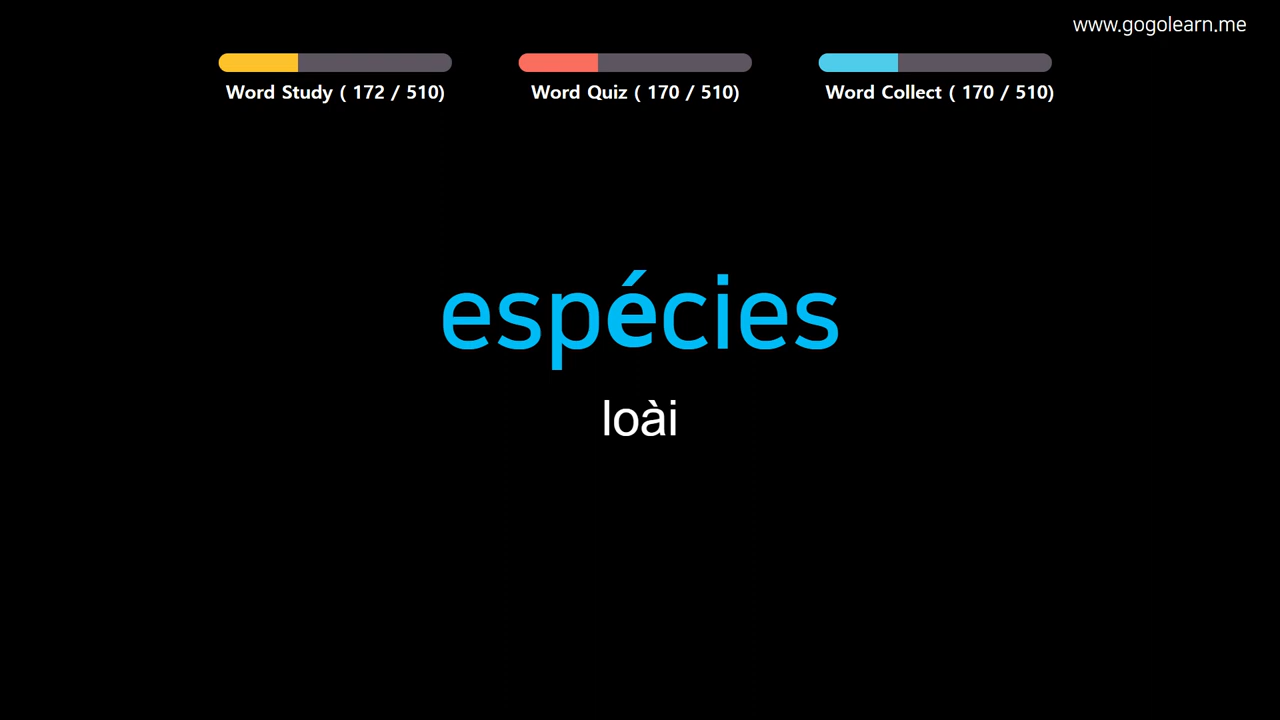 www.gogolearn.me
Word Study ( 172 / 510)
Word Quiz ( 170 / 510)
Word Collect ( 170 / 510)
espécies
loài